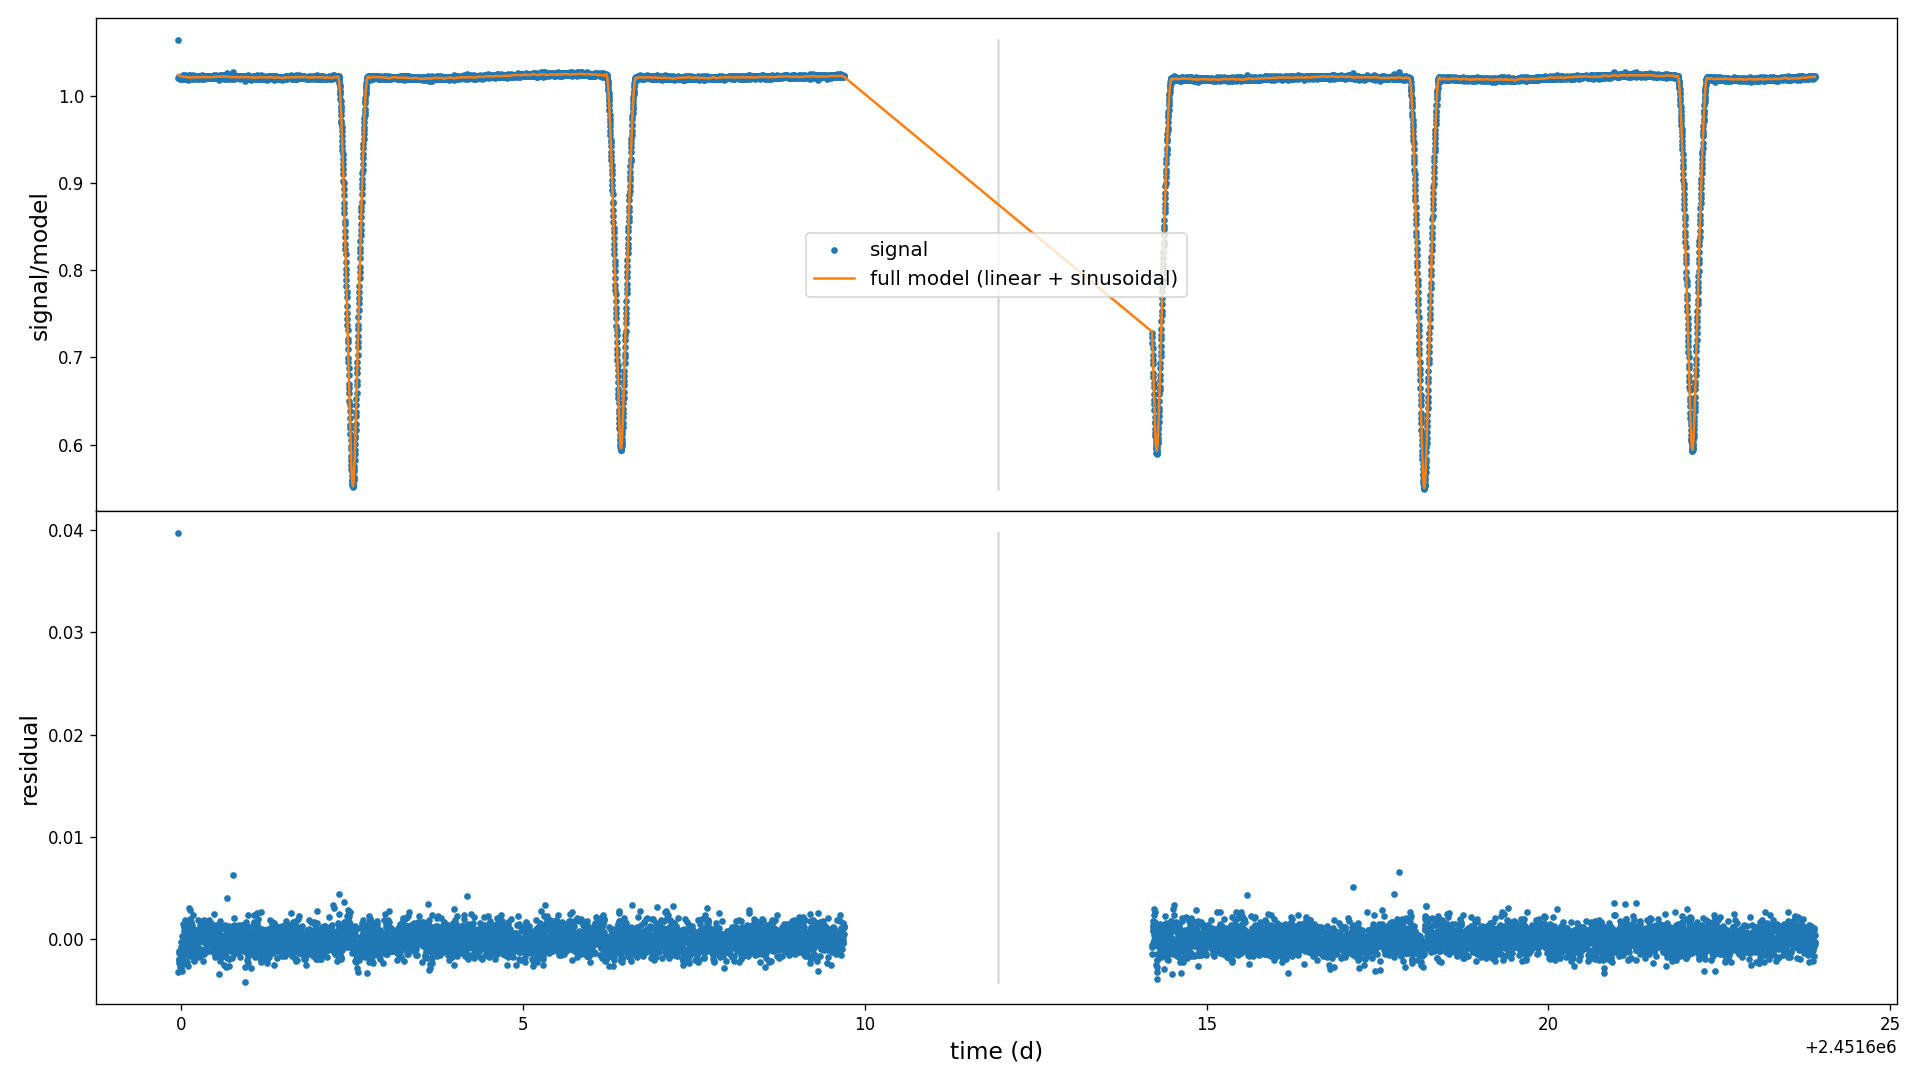 signal/model
1.0
0.9
0.8
0.7
0.6
signal
full model (linear + sinusoidal)
residual
0.04
0.03
0.02
0.01
0.00
0 5 10 15 20 25
time (d)
+2.4516e6